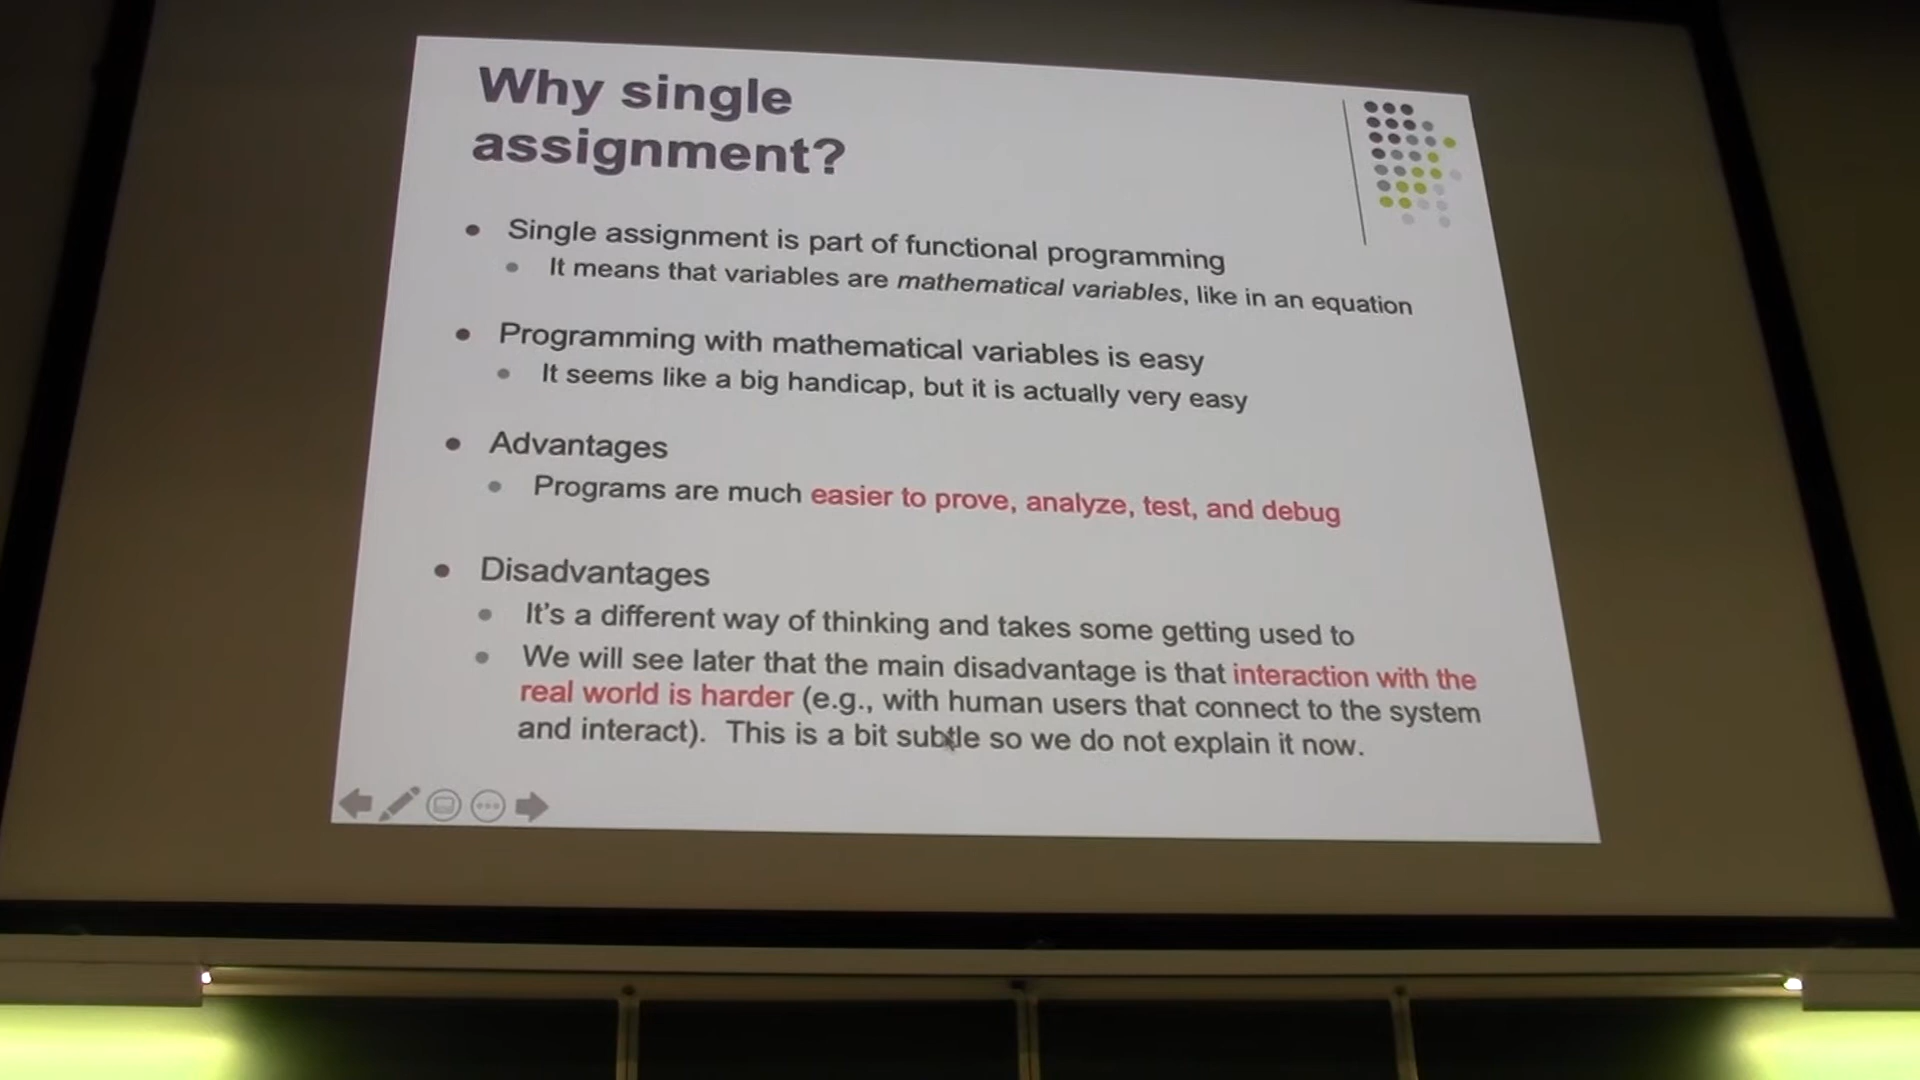 Why single
assignment?
Single assignment is part of functional programming
It means that variables are mathematical variables, like in an equation
Programming with mathematical variables is easy
It seems like a big handicap, but it is actually very easy
Advantages
Programs are much easier to prove, analyze, test, and debug
Disadvantages
It's a different way of thinking and takes some getting used to
We will see later that the main disadvantage is that interaction with the
real world is harder (e.g., with human users that connect to the system
and interact). This is a bit subtle so we do not explain it now.